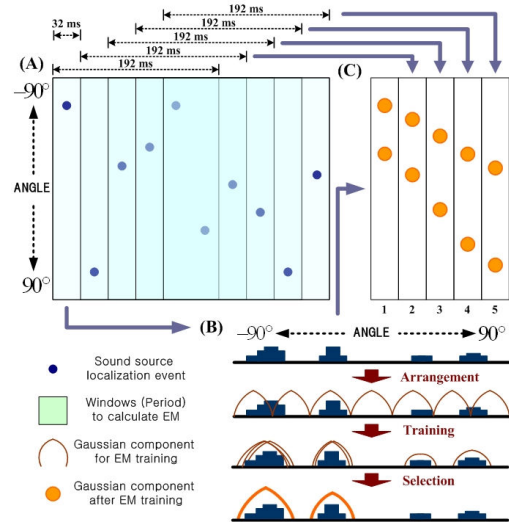 192 ms
32 ms
192 ms
192 ms
192 ms
192 ms
(A)
(C)
−90°
ANGLE
90°
1 2 3 4 5
(B)
−90°
ANGLE
90°
Sound source
localization event
Windows (Period)
to calculate EM
Gaussian component
for EM training
Gaussian component
after EM training
Arrangement
Training
Selection